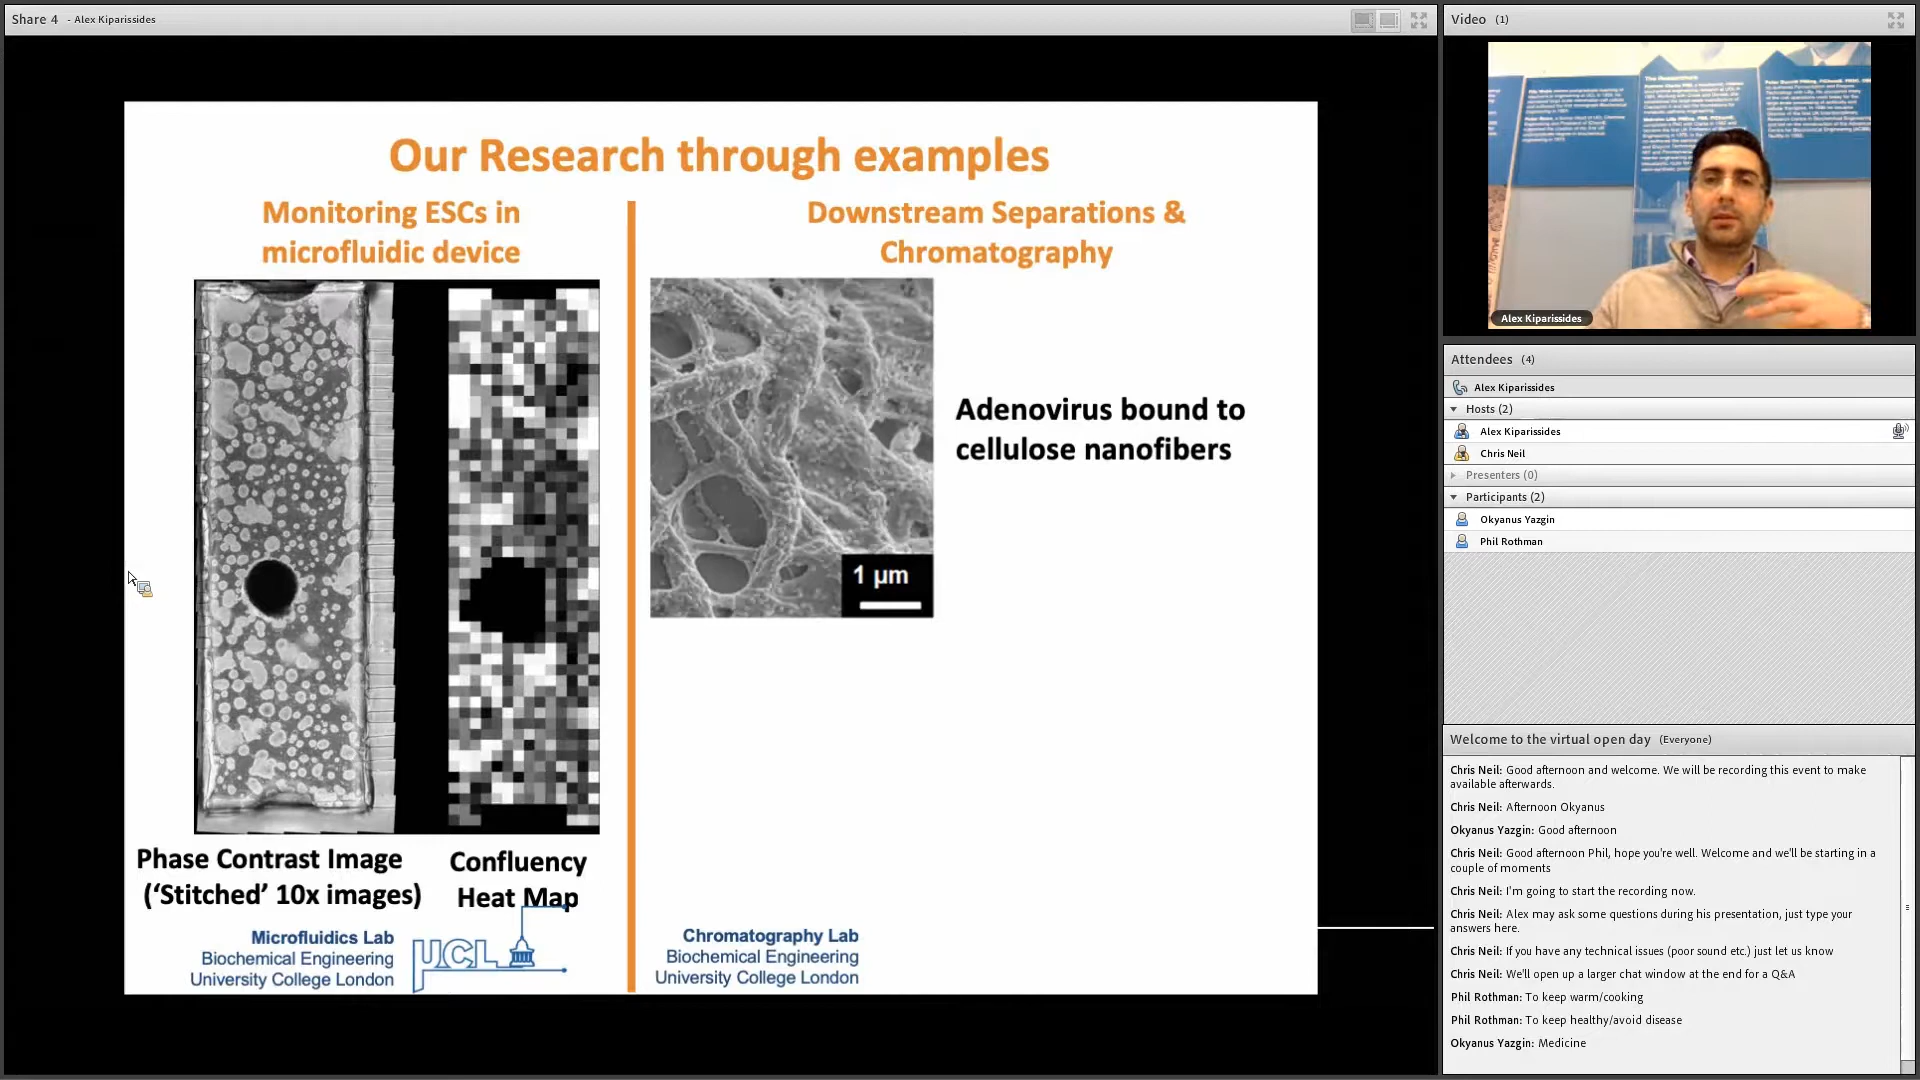 Share 4 - Alex Kiparissides
Our Research through examples
Monitoring ESCs in
microfluidic device
Downstream Separations &
Chromatography
Adenovirus bound to
cellulose nanofibers
1 µm
Phase Contrast Image
(‘Stitched’ 10x images)
Confluency
Heat Map
Microfluidics Lab
Biochemical Engineering
University College London
UCL
Chromatography Lab
Biochemical Engineering
University College London
Video (1)
The Researchers
Alex Kiparissides
Attendees (4)
Alex Kiparissides
Hosts (2)
Alex Kiparissides
Chris Neil
Presenters (0)
Participants (2)
Okyanus Yazgin
Phil Rothman
Welcome to the virtual open day (Everyone)
Chris Neil: Good afternoon and welcome. We will be recording this event to make
available afterwards.
Chris Neil: Afternoon Okyanus
Okyanus Yazgin: Good afternoon
Chris Neil: Good afternoon Phil, hope you're well. Welcome and we'll be starting in a
couple of moments
Chris Neil: I'm going to start the recording now.
Chris Neil: Alex may ask some questions during his presentation, just type your
answers here.
Chris Neil: If you have any technical issues (poor sound etc.) just let us know
Chris Neil: We'll open up a larger chat window at the end for a Q&A
Phil Rothman: To keep warm/cooking
Phil Rothman: To keep healthy/avoid disease
Okyanus Yazgin: Medicine